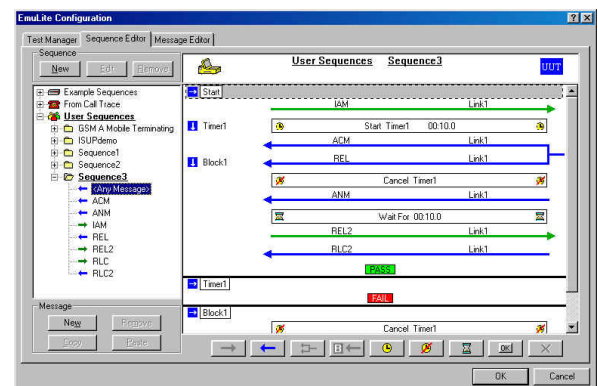 EmuLite Configuration
Test Manager
Sequence Editor
Message Editor
Sequence
New
Edit
Remove
User Sequences Sequence3
UUT
Example Sequences
From Call Trace
User Sequences
GSM A Mobile Terminating
ISUPdemo
Sequence1
Sequence2
Sequence3
<Any Message>
ACM
ANM
IAM
REL
REL2
RLC
RLC2
Start
IAM Link1
Timer1
Start Timer1 00:10.0
ACM Link1
Block1
REL Link1
Cancel Timer1
ANM Link1
Wait For 00:10.0
REL2 Link1
RLC2 Link1
PASS
Timer1
FAIL
Block1
Cancel Timer1
Message
New
Remove
Copy
Paste
B
OK
OK
Cancel